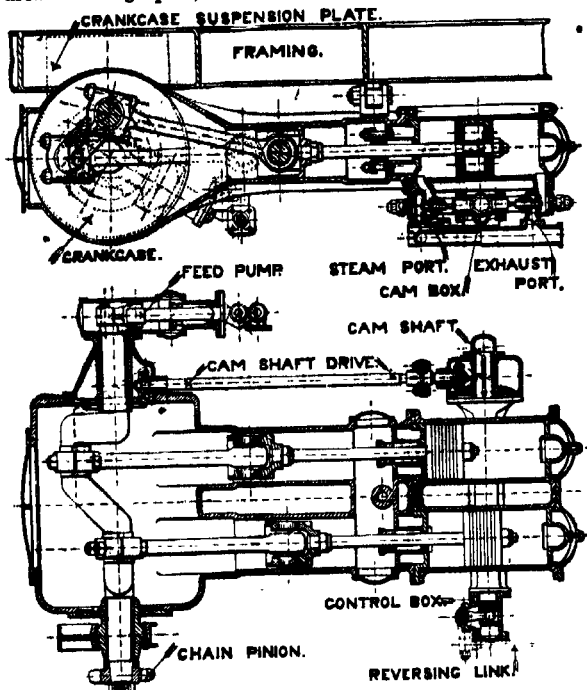 CRANKCASE SUSPENSION PLATE.
FRAMING.
CRANKCASE.
STEAM PORT.
EXHAUST PORT.
CAM BOX.
FEED PUMP
CAM SHAFT
CAM SHAFT DRIVE.
CONTROL BOX.
CHAIN PINION.
REVERSING LINK.